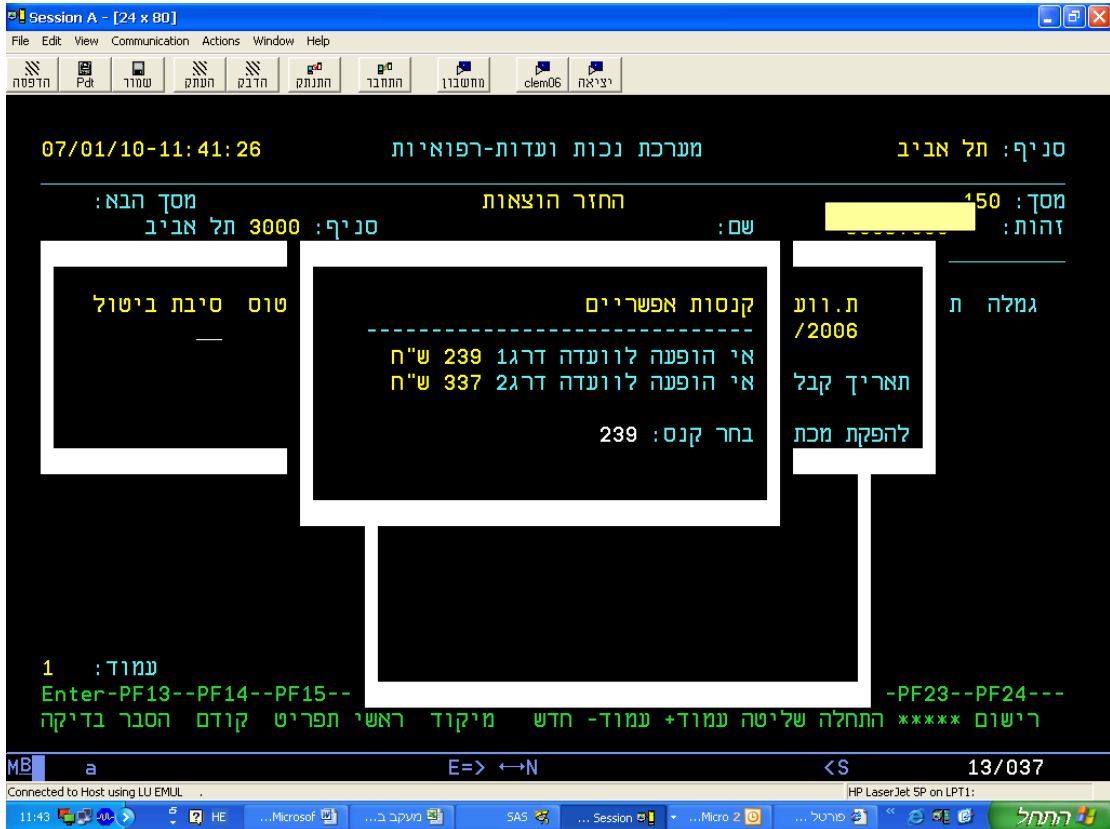 Session A - [24 x 80]
File Edit View Communication Actions Window Help
הדפסה Pdt שמור העתק הדבק התנתק התחבר מחשבון clem06 יציאה
סניף: תל אביב מערכת נכות ועדות-רפואיות 07/01/10-11:41:26
מסך: 150 החזר הוצאות מסך הבא:
זהות: שם: סניף: 3000 תל אביב
גמלה ת ת.ווע קנסות אפשריים טוס סיבת ביטול
/2006 -------------------------------
אי הופעה לוועדה דרג1 239 ש"ח
תאריך קבל אי הופעה לוועדה דרג2 337 ש"ח
להפקת מכת בחר קנס: 239
עמוד: 1
Enter-PF13--PF14--PF15-- -PF23--PF24---
רישום ***** התחלה שליטה עמוד+ עמוד- חדש מיקוד ראשי תפריט קודם הסבר בדיקה
MB a E=> ←→N <S 13/037
Connected to Host using LU EMUL . HP LaserJet 5P on LPT1:
התחל פורטל ... 2 Micro... Session ... SAS מעקב ב... Microsof... HE 11:43